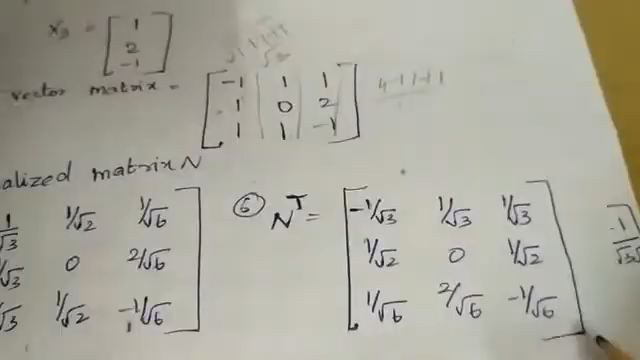 x₃ = [ 1
2
-1 ]
vector matrix = [ -1 1 1
1 0 2
1 1 -1 ]
alized matrix N
1/√3 1/√2 1/√6
/√3 0 2/√6
√3 1/√2 -1/√6 ]
⑥ Nᵀ = [ -1/√3 1/√3 1/√3
1/√2 0 1/√2
1/√6 2/√6 -1/√6 ]